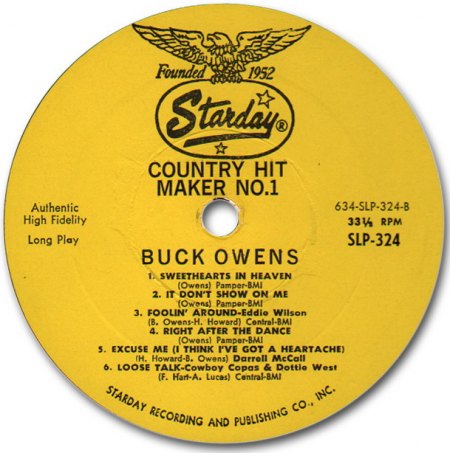 Founded 1952
Starday®
COUNTRY HIT
MAKER NO.1
Authentic
High Fidelity
Long Play
634-SLP-324-B
33⅓ RPM
SLP-324
BUCK OWENS
1. SWEETHEARTS IN HEAVEN
(Owens) Pamper-BMI
2. IT DON'T SHOW ON ME
(Owens) Pamper-BMI
3. FOOLIN' AROUND-Eddie Wilson
(B. Owens-H. Howard) Central-BMI
4. RIGHT AFTER THE DANCE
(Owens) Pamper-BMI
5. EXCUSE ME (I THINK I'VE GOT A HEARTACHE)
(H. Howard-B. Owens) Darrell McCall
6. LOOSE TALK-Cowboy Copas & Dottie West
(F. Hart-A. Lucas) Central-BMI
STARDAY RECORDING AND PUBLISHING CO., INC.